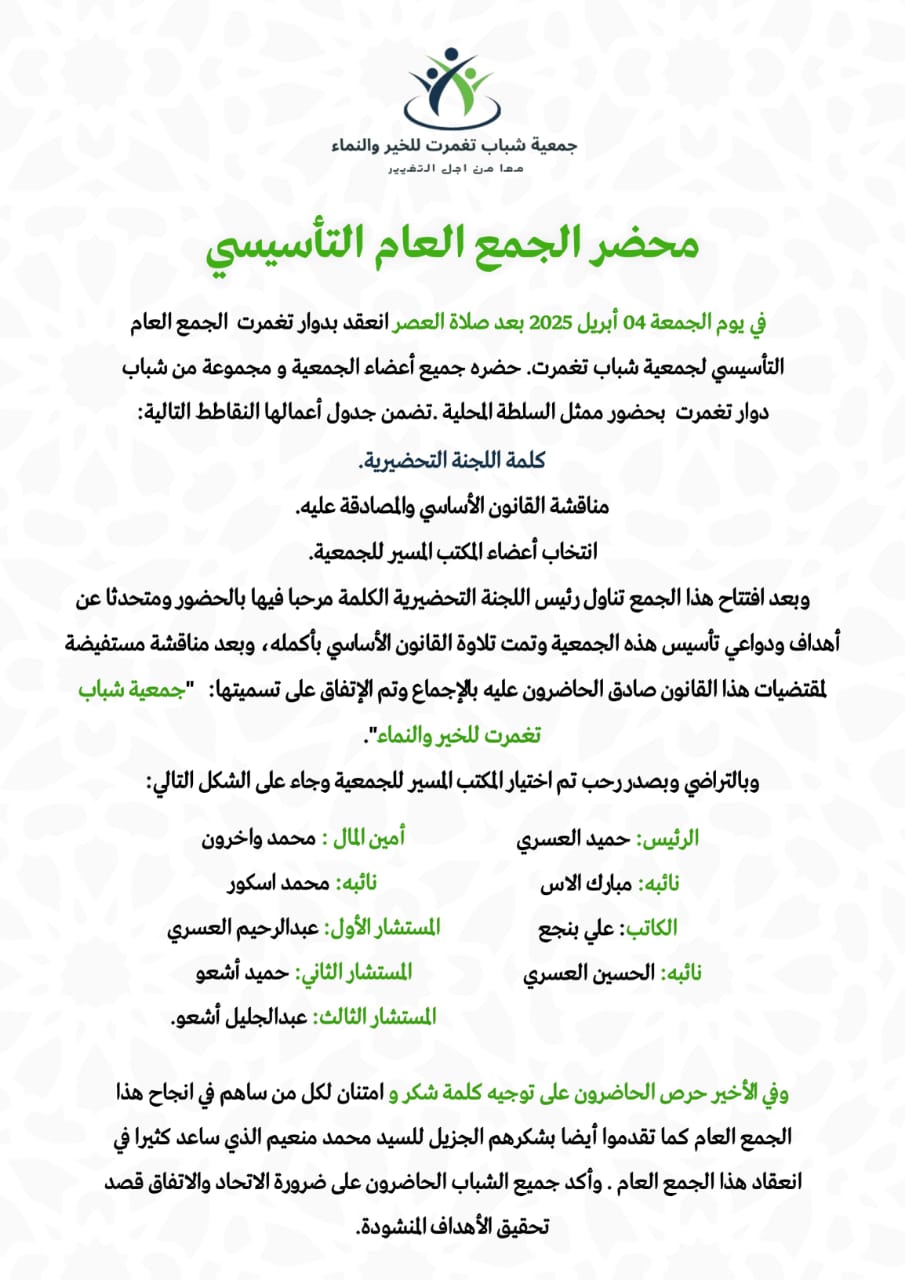 جمعية شباب تغمرت للخير والنماء
معا من اجل التغيير
محضر الجمع العام التأسيسي
في يوم الجمعة 04 أبريل 2025 بعد صلاة العصر انعقد بدوار تغمرت الجمع العام
التأسيسي لجمعية شباب تغمرت. حضره جميع أعضاء الجمعية و مجموعة من شباب
دوار تغمرت بحضور ممثل السلطة المحلية .تضمن جدول أعمالها النقاطط التالية:
كلمة اللجنة التحضيرية.
مناقشة القانون الأساسي والمصادقة عليه.
انتخاب أعضاء المكتب المسير للجمعية.
وبعد افتتاح هذا الجمع تناول رئيس اللجنة التحضيرية الكلمة مرحبا فيها بالحضور ومتحدثا عن
أهداف ودواعي تأسيس هذه الجمعية وتمت تلاوة القانون الأساسي بأكمله، وبعد مناقشة مستفيضة
لمقتضيات هذا القانون صادق الحاضرون عليه بالإجماع وتم الإتفاق على تسميتها: "جمعية شباب
تغمرت للخير والنماء".
وبالتراضي وبصدر رحب تم اختيار المكتب المسير للجمعية وجاء على الشكل التالي:
الرئيس: حميد العسري
نائبه: مبارك الاس
الكاتب: علي بنجع
نائبه: الحسين العسري
أمين المال : محمد واخرون
نائبه: محمد اسكور
المستشار الأول: عبدالرحيم العسري
المستشار الثاني: حميد أشعو
المستشار الثالث: عبدالجليل أشعو.
وفي الأخير حرص الحاضرون على توجيه كلمة شكر و امتنان لكل من ساهم في انجاح هذا
الجمع العام كما تقدموا أيضا بشكرهم الجزيل للسيد محمد منعيم الذي ساعد كثيرا في
انعقاد هذا الجمع العام . وأكد جميع الشباب الحاضرون على ضرورة الاتحاد والاتفاق قصد
تحقيق الأهداف المنشودة.